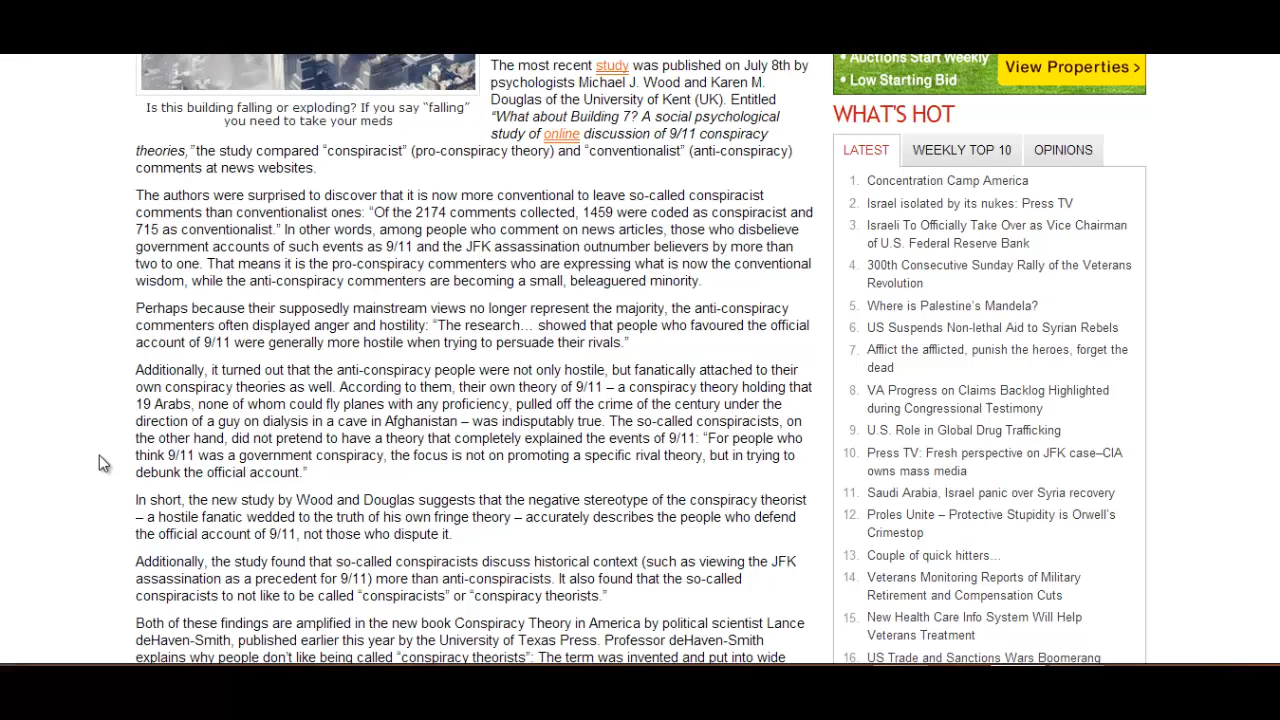 The most recent study was published on July 8th by
psychologists Michael J. Wood and Karen M.
Douglas of the University of Kent (UK). Entitled
“What about Building 7? A social psychological
study of online discussion of 9/11 conspiracy
Is this building falling or exploding? If you say “falling”
you need to take your meds
theories,” the study compared “conspiracist” (pro-conspiracy theory) and “conventionalist” (anti-conspiracy)
comments at news websites.
The authors were surprised to discover that it is now more conventional to leave so-called conspiracist
comments than conventionalist ones: “Of the 2174 comments collected, 1459 were coded as conspiracist and
715 as conventionalist.” In other words, among people who comment on news articles, those who disbelieve
government accounts of such events as 9/11 and the JFK assassination outnumber believers by more than
two to one. That means it is the pro-conspiracy commenters who are expressing what is now the conventional
wisdom, while the anti-conspiracy commenters are becoming a small, beleaguered minority.
Perhaps because their supposedly mainstream views no longer represent the majority, the anti-conspiracy
commenters often displayed anger and hostility: “The research… showed that people who favoured the official
account of 9/11 were generally more hostile when trying to persuade their rivals.”
Additionally, it turned out that the anti-conspiracy people were not only hostile, but fanatically attached to their
own conspiracy theories as well. According to them, their own theory of 9/11 – a conspiracy theory holding that
19 Arabs, none of whom could fly planes with any proficiency, pulled off the crime of the century under the
direction of a guy on dialysis in a cave in Afghanistan – was indisputably true. The so-called conspiracists, on
the other hand, did not pretend to have a theory that completely explained the events of 9/11: “For people who
think 9/11 was a government conspiracy, the focus is not on promoting a specific rival theory, but in trying to
debunk the official account.”
In short, the new study by Wood and Douglas suggests that the negative stereotype of the conspiracy theorist
– a hostile fanatic wedded to the truth of his own fringe theory – accurately describes the people who defend
the official account of 9/11, not those who dispute it.
Additionally, the study found that so-called conspiracists discuss historical context (such as viewing the JFK
assassination as a precedent for 9/11) more than anti-conspiracists. It also found that the so-called
conspiracists to not like to be called “conspiracists” or “conspiracy theorists.”
Both of these findings are amplified in the new book Conspiracy Theory in America by political scientist Lance
deHaven-Smith, published earlier this year by the University of Texas Press. Professor deHaven-Smith
explains why people don’t like being called “conspiracy theorists”: The term was invented and put into wide
• Auctions Start Weekly
• Low Starting Bid
View Properties >
WHAT'S HOT
LATEST
WEEKLY TOP 10
OPINIONS
1. Concentration Camp America
2. Israel isolated by its nukes: Press TV
3. Israeli To Officially Take Over as Vice Chairman
of U.S. Federal Reserve Bank
4. 300th Consecutive Sunday Rally of the Veterans
Revolution
5. Where is Palestine’s Mandela?
6. US Suspends Non-lethal Aid to Syrian Rebels
7. Afflict the afflicted, punish the heroes, forget the
dead
8. VA Progress on Claims Backlog Highlighted
during Congressional Testimony
9. U.S. Role in Global Drug Trafficking
10. Press TV: Fresh perspective on JFK case–CIA
owns mass media
11. Saudi Arabia, Israel panic over Syria recovery
12. Proles Unite – Protective Stupidity is Orwell’s
Crimestop
13. Couple of quick hitters…
14. Veterans Monitoring Reports of Military
Retirement and Compensation Cuts
15. New Health Care Info System Will Help
Veterans Treatment
16. US Trade and Sanctions Wars Boomerang